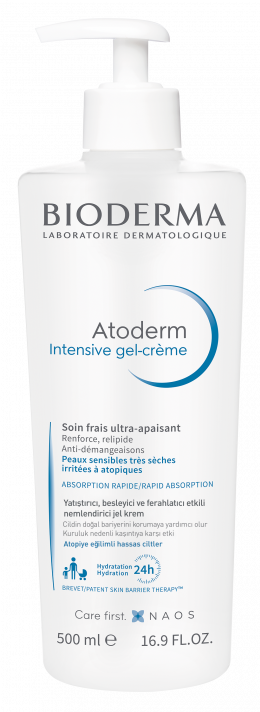 BIODERMA
LABORATOIRE DERMATOLOGIQUE
Atoderm
Intensive gel-crème
Soin frais ultra-apaisant
Renforce, relipide
Anti-démangeaisons
Peaux sensibles très sèches
irritées à atopiques
ABSORPTION RAPIDE/RAPID ABSORPTION
Yatıştırıcı, besleyici ve ferahlatıcı etkili
nemlendirici jel krem
Cildin doğal bariyerini korumaya yardımcı olur
Kuruluk nedenli kaşıntıya karşı etki
Atopiye eğilimli hassas ciltler
Hydratation
Hydration 24h
BREVET/PATENT SKIN BARRIER THERAPY™
Care first. NAOS
500 ml ℮ 16.9 FL.OZ.